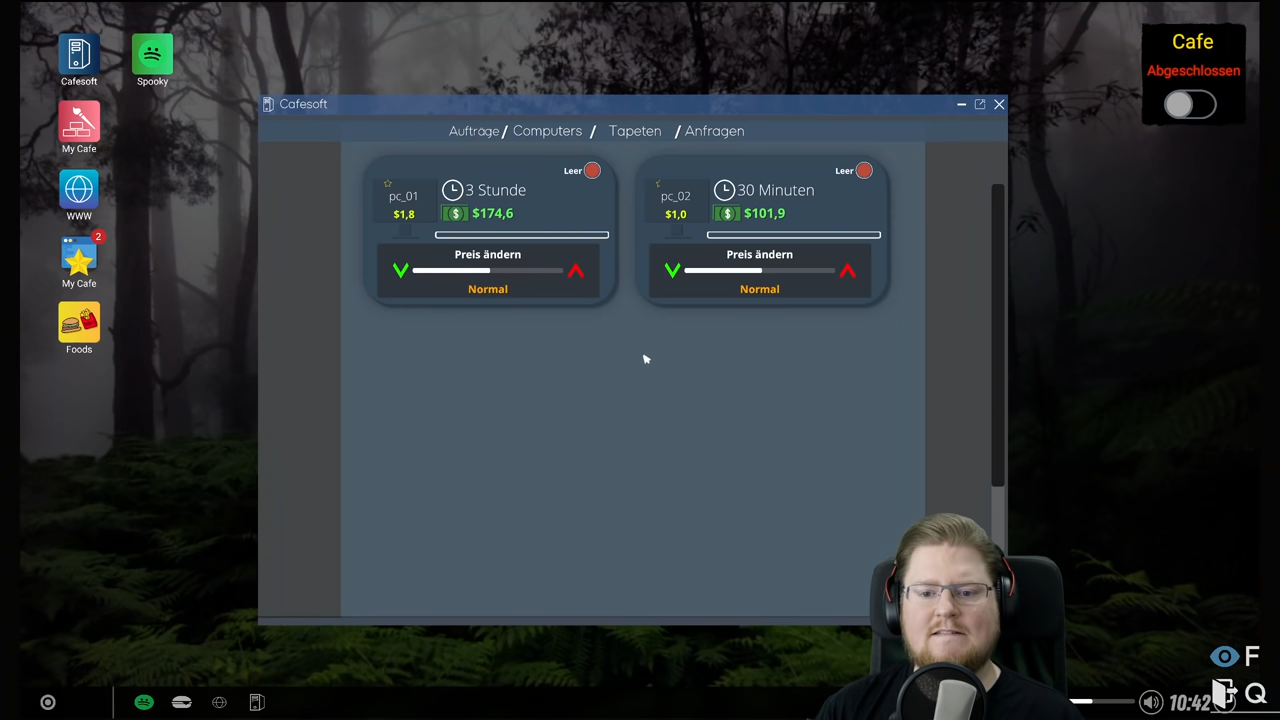 Cafesoft
Spooky
My Cafe
WWW
2
My Cafe
Foods
Cafe
Abgeschlossen
Cafesoft
Auftrage / Computers / Tapeten / Anfragen
Leer
pc_01
$1,8
3 Stunde
$174,6
Preis ändern
Normal
Leer
pc_02
$1,0
30 Minuten
$101,9
Preis ändern
Normal
F
Q
10:42